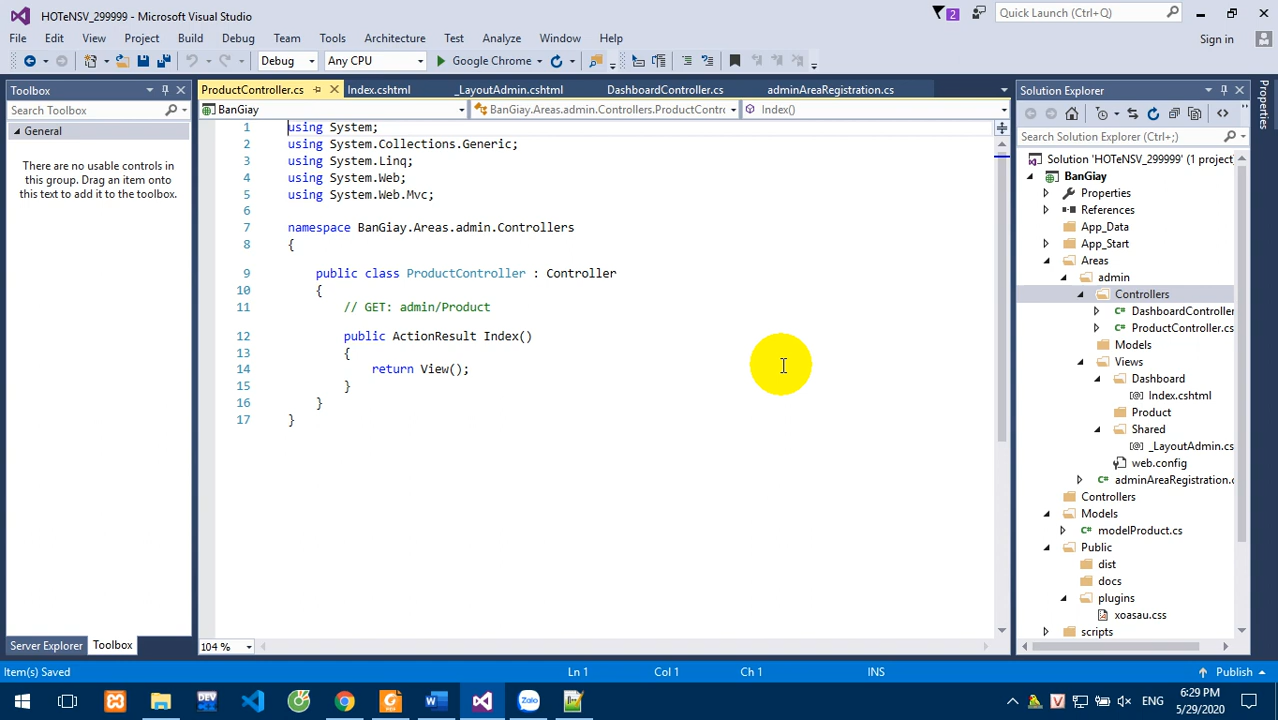 HOTeNSV_299999 - Microsoft Visual Studio
2
Quick Launch (Ctrl+Q)
File Edit View Project Build Debug Team Tools Architecture Test Analyze Window Help
Sign in
Debug Any CPU Google Chrome
Toolbox
Search Toolbox
General
There are no usable controls in
this group. Drag an item onto
this text to add it to the toolbox.
Server Explorer Toolbox
ProductController.cs Index.cshtml _LayoutAdmin.cshtml DashboardController.cs adminAreaRegistration.cs
BanGiay BanGiay.Areas.admin.Controllers.ProductContro Index()
1 using System;
2 using System.Collections.Generic;
3 using System.Linq;
4 using System.Web;
5 using System.Web.Mvc;
6
7 namespace BanGiay.Areas.admin.Controllers
8 {
9 public class ProductController : Controller
10 {
11 // GET: admin/Product
12 public ActionResult Index()
13 {
14 return View();
15 }
16 }
17 }
104 %
Solution Explorer
Search Solution Explorer (Ctrl+;)
Solution 'HOTeNSV_299999' (1 project
BanGiay
Properties
References
App_Data
App_Start
Areas
admin
Controllers
DashboardController
ProductController.cs
Models
Views
Dashboard
Index.cshtml
Product
Shared
_LayoutAdmin.cs
web.config
adminAreaRegistration.c
Controllers
Models
modelProduct.cs
Public
dist
docs
plugins
xoasau.css
scripts
Properties
Item(s) Saved Ln 1 Col 1 Ch 1 INS Publish
ENG
6:29 PM
5/29/2020